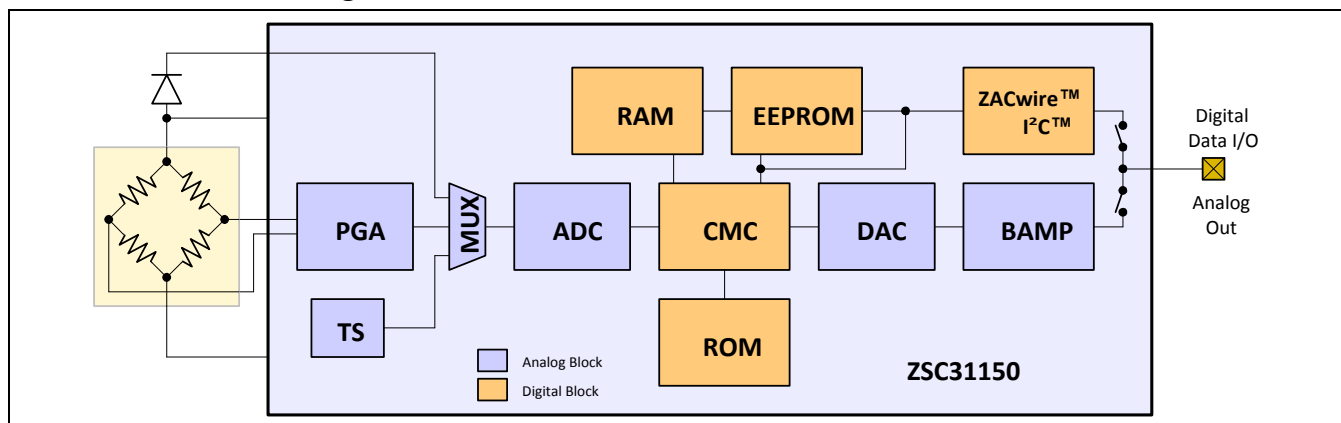 RAM
EEPROM
ZACwire™
I²C™
Digital
Data I/O
PGA
MUX
ADC
CMC
DAC
BAMP
Analog
Out
TS
ROM
Analog Block
Digital Block
ZSC31150